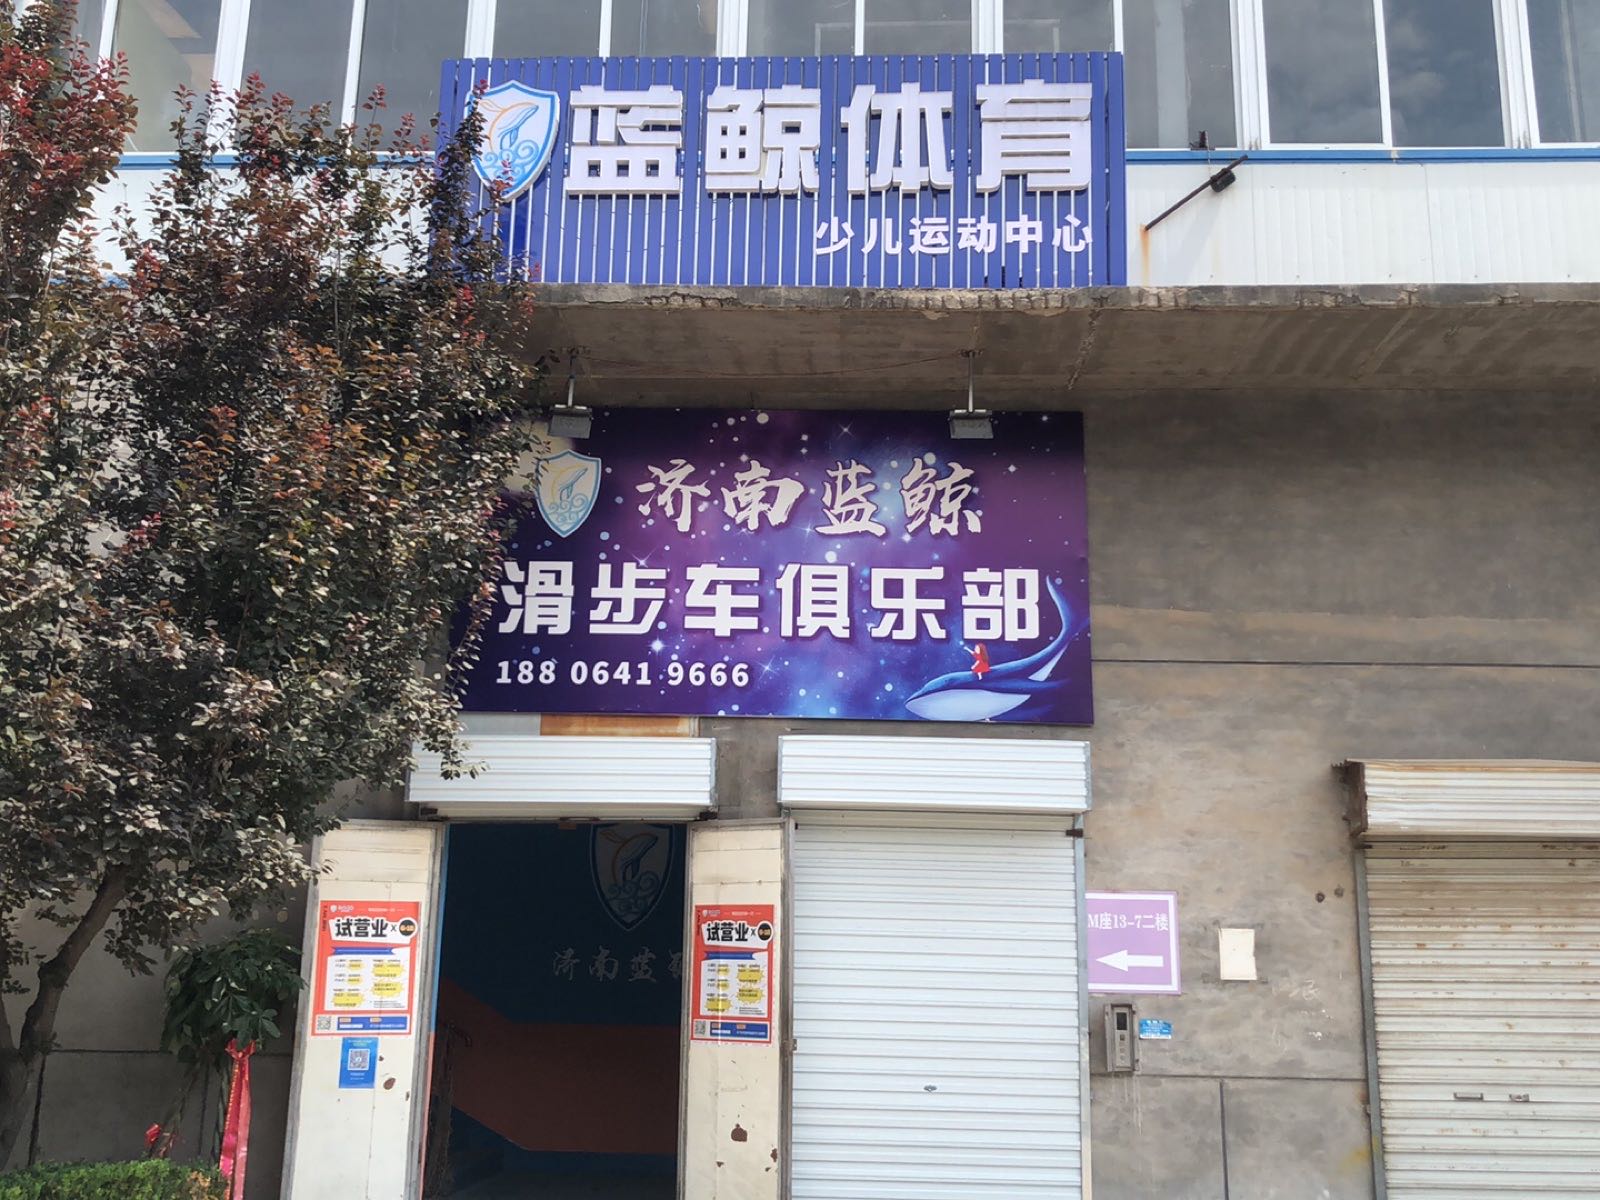 蓝鲸体育
少儿运动中心
济南蓝鲸
滑步车俱乐部
188 0641 9666
济南蓝
试营业
试营业
M座13-7二楼